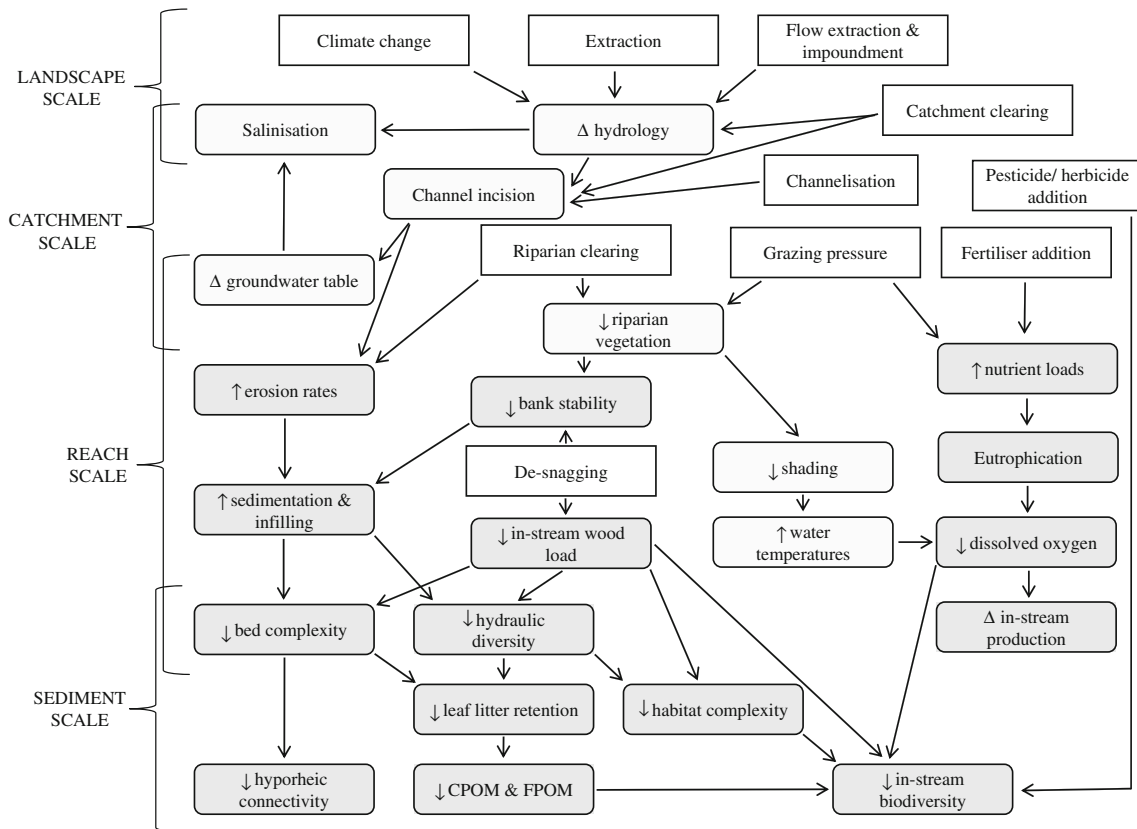 Climate change
Extraction
Flow extraction &
impoundment
LANDSCAPE
SCALE
Salinisation
Δ hydrology
Catchment clearing
Channel incision
Channelisation
Pesticide/ herbicide
addition
CATCHMENT
SCALE
Δ groundwater table
Riparian clearing
Grazing pressure
Fertiliser addition
↓ riparian
vegetation
↑ erosion rates
↓ bank stability
↑ nutrient loads
REACH
SCALE
De-snagging
↓ shading
Eutrophication
↑ sedimentation &
infilling
↓ in-stream wood
load
↑ water
temperatures
↓ dissolved oxygen
↓ bed complexity
↓ hydraulic
diversity
Δ in-stream
production
SEDIMENT
SCALE
↓ leaf litter retention
↓ habitat complexity
↓ hyporheic
connectivity
↓ CPOM & FPOM
↓ in-stream
biodiversity